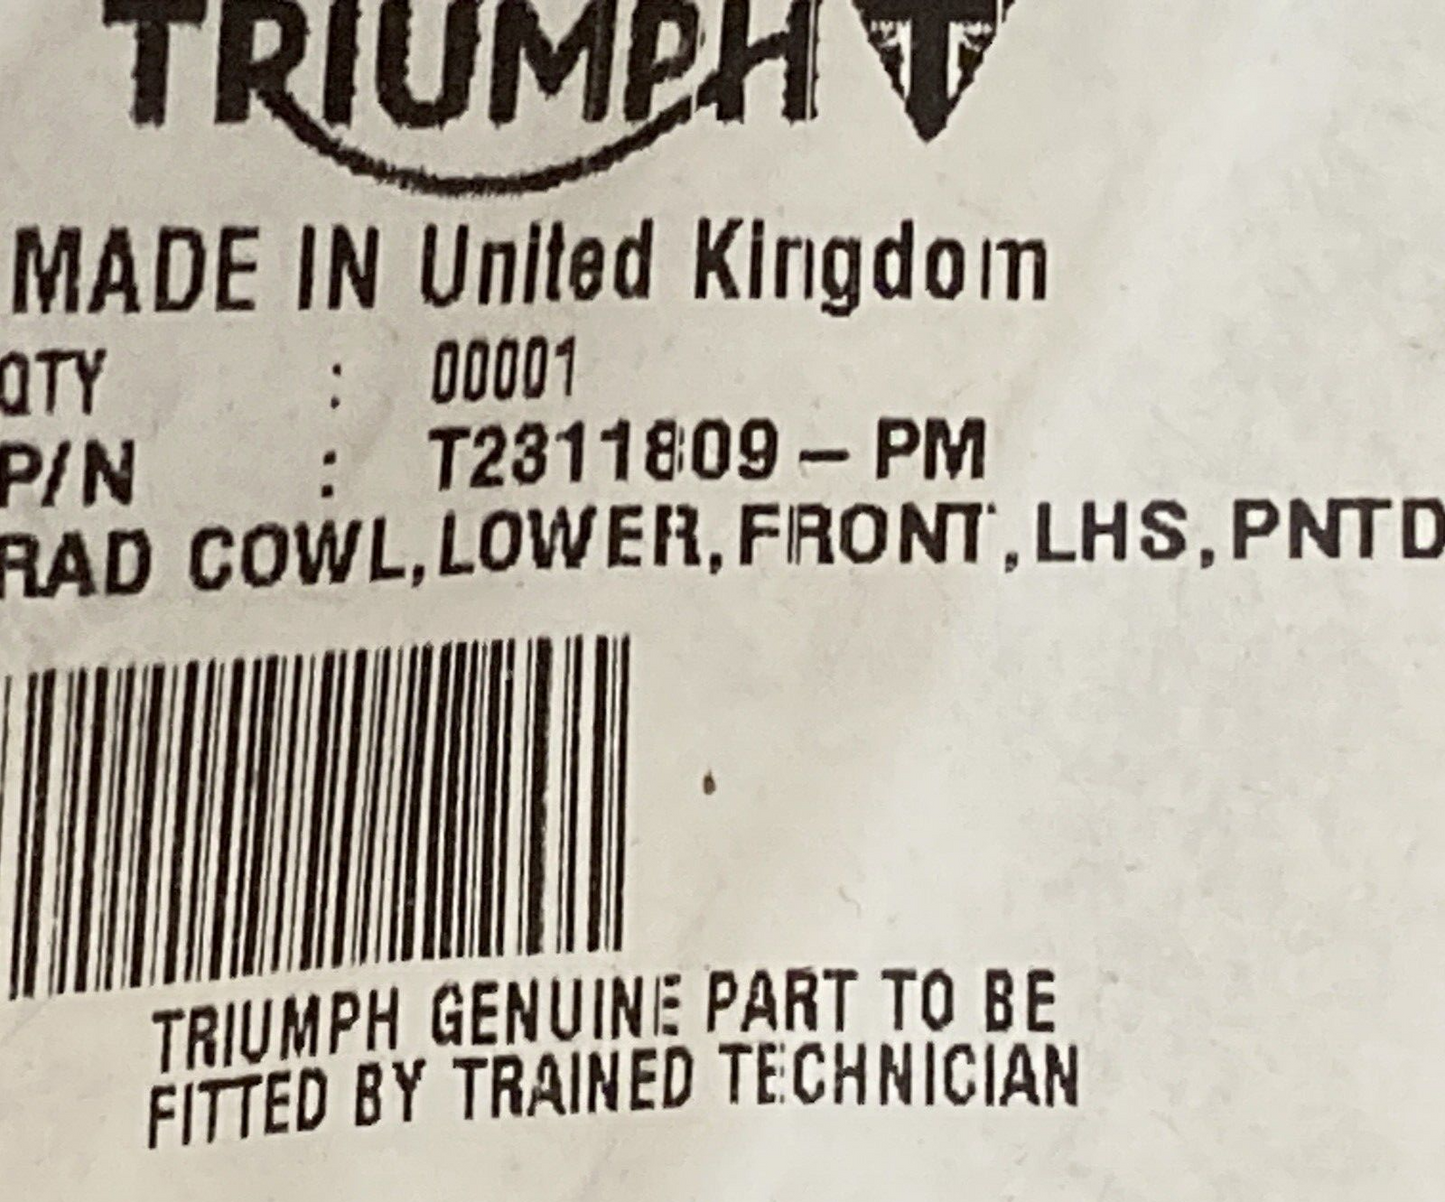 TRIUMPH
MADE IN United Kingdom
QTY : 00001
P/N : T2311809-PM
RAD COWL,LOWER,FRONT,LHS,PNTD
TRIUMPH GENUINE PART TO BE
FITTED BY TRAINED TECHNICIAN